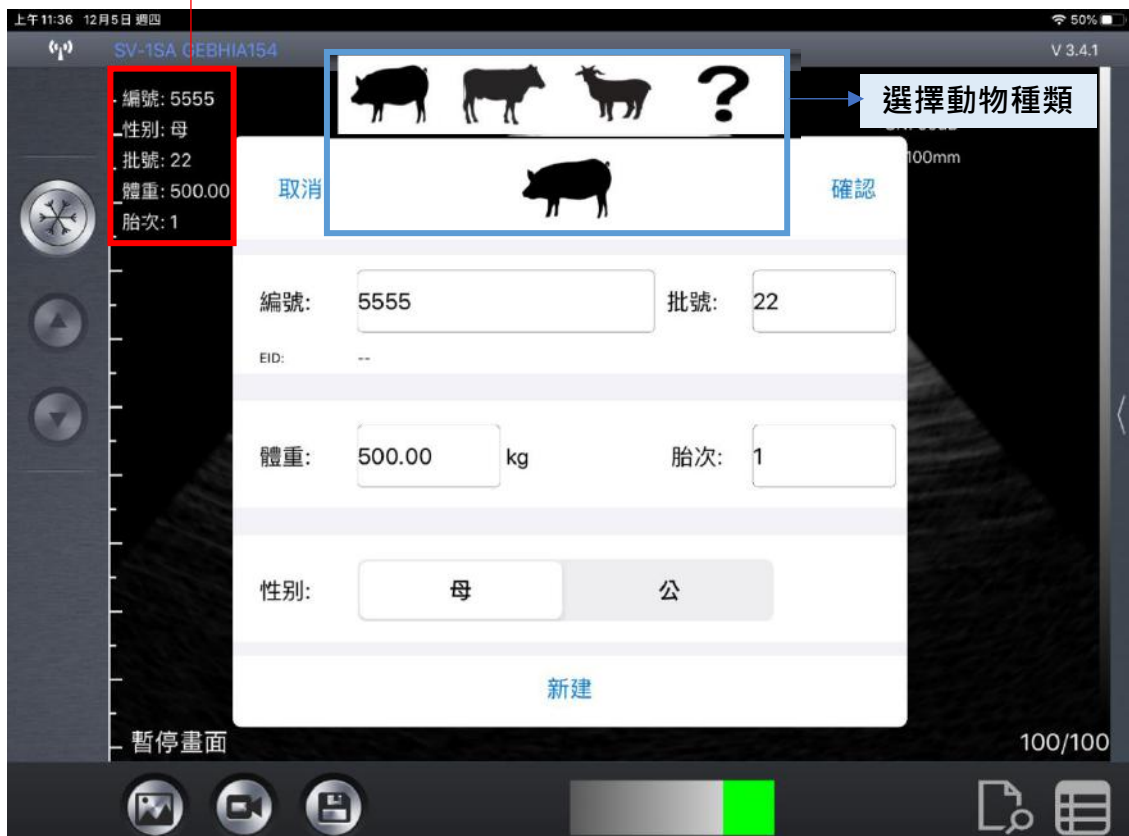 上午11:36 12月5日 週四
50%
SV-1SA GEBHIA154
V 3.4.1
編號: 5555
性別: 母
批號: 22
體重: 500.00
胎次: 1
?
選擇動物種類
100mm
取消
確認
編號: 5555
批號: 22
EID: --
體重: 500.00 kg
胎次: 1
性別: 母 公
新建
暫停畫面
100/100